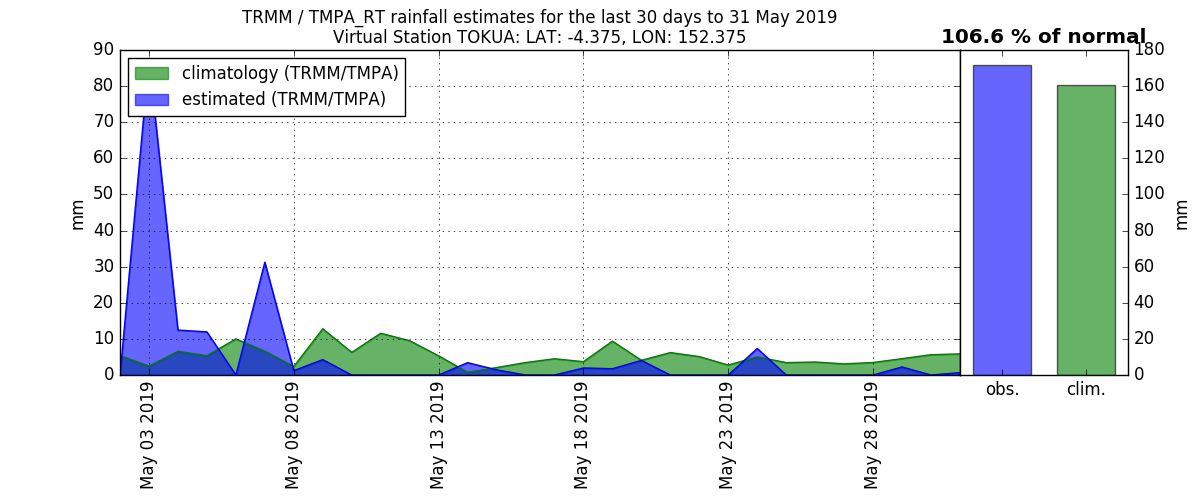 TRMM / TMPA_RT rainfall estimates for the last 30 days to 31 May 2019
Virtual Station TOKUA: LAT: -4.375, LON: 152.375
106.6 % of normal
climatology (TRMM/TMPA)
estimated (TRMM/TMPA)
90
80
70
60
50
40
30
20
10
0
mm
May 03 2019
May 08 2019
May 13 2019
May 18 2019
May 23 2019
May 28 2019
180
160
140
120
100
80
60
40
20
0
mm
obs.
clim.